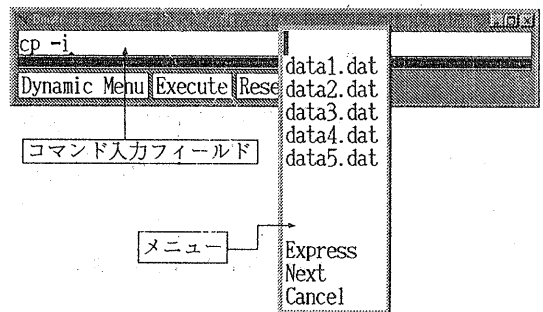 cp -i
Dynamic Menu Execute Rese
data1.dat
data2.dat
data3.dat
data4.dat
data5.dat
Express
Next
Cancel
コマンド入力フィールド
メニュー